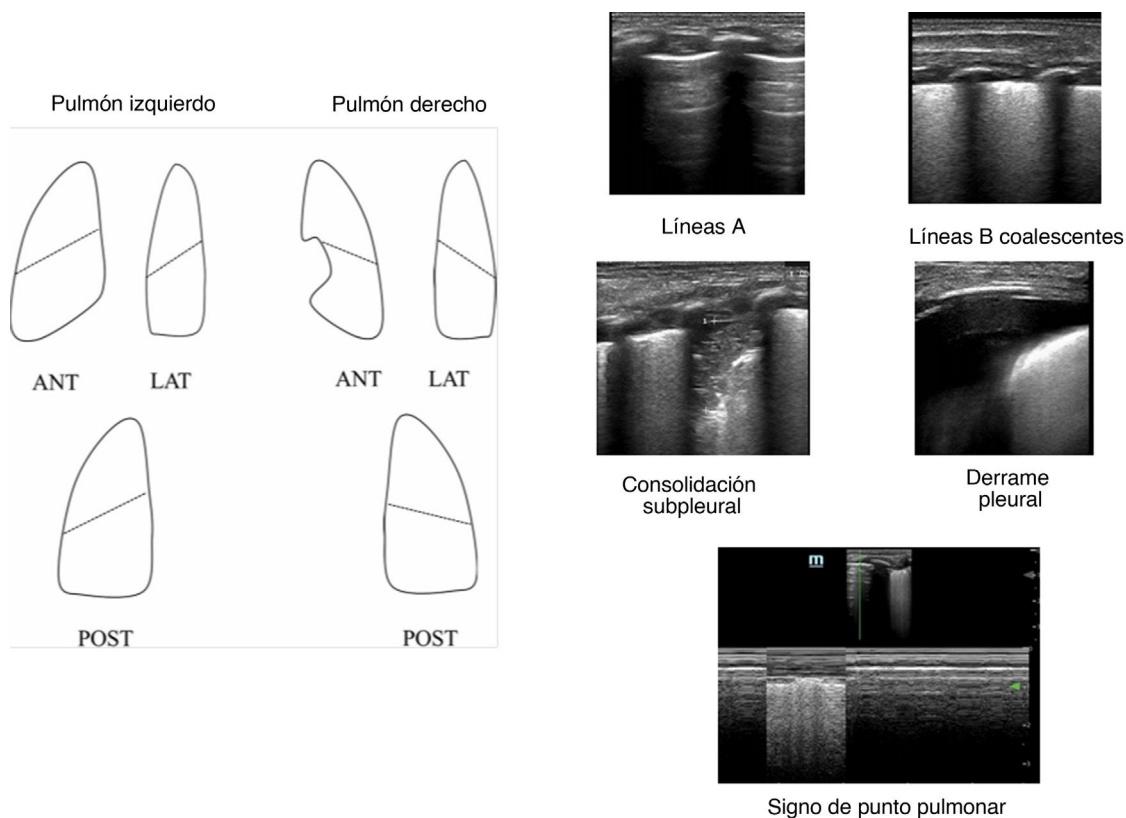 Pulmón izquierdo
Pulmón derecho
ANT
LAT
ANT
LAT
POST
POST
Líneas A
Líneas B coalescentes
Consolidación
subpleural
Derrame
pleural
m
Signo de punto pulmonar